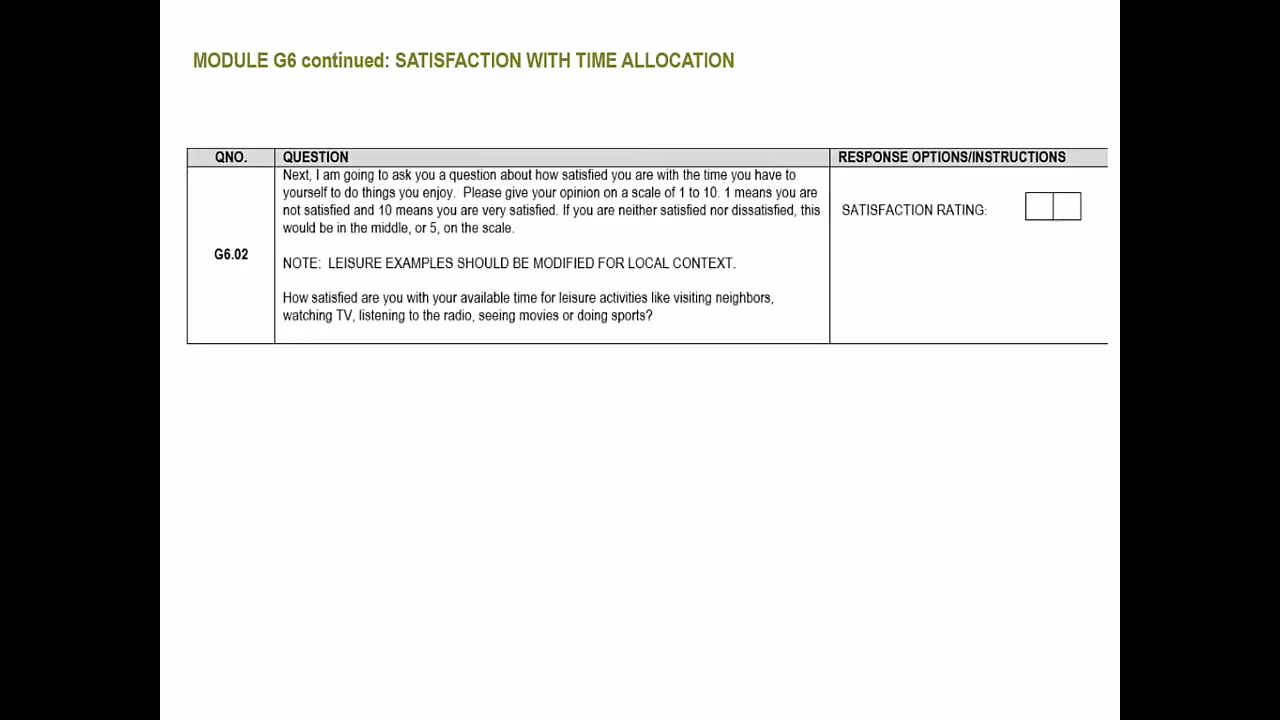 MODULE G6 continued: SATISFACTION WITH TIME ALLOCATION
QNO. QUESTION RESPONSE OPTIONS/INSTRUCTIONS
Next, I am going to ask you a question about how satisfied you are with the time you have to
yourself to do things you enjoy. Please give your opinion on a scale of 1 to 10. 1 means you are
not satisfied and 10 means you are very satisfied. If you are neither satisfied nor dissatisfied, this
would be in the middle, or 5, on the scale.
SATISFACTION RATING:
G6.02
NOTE: LEISURE EXAMPLES SHOULD BE MODIFIED FOR LOCAL CONTEXT.
How satisfied are you with your available time for leisure activities like visiting neighbors,
watching TV, listening to the radio, seeing movies or doing sports?